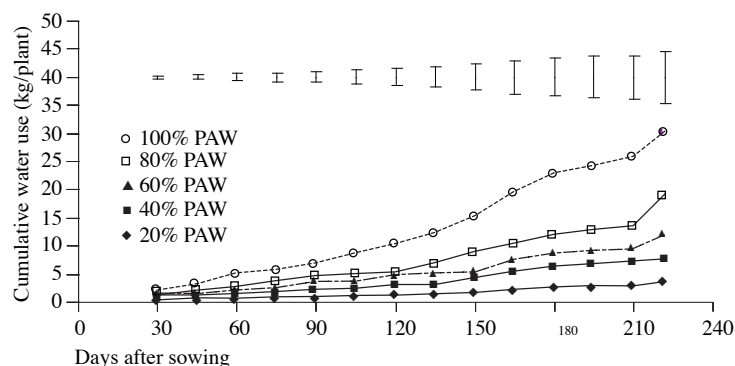 50
45
40
35
30
25
20
15
10
5
0
Cumulative water use (kg/plant)
100% PAW
80% PAW
60% PAW
40% PAW
20% PAW
0 30 60 90 120 150 180 210 240
Days after sowing